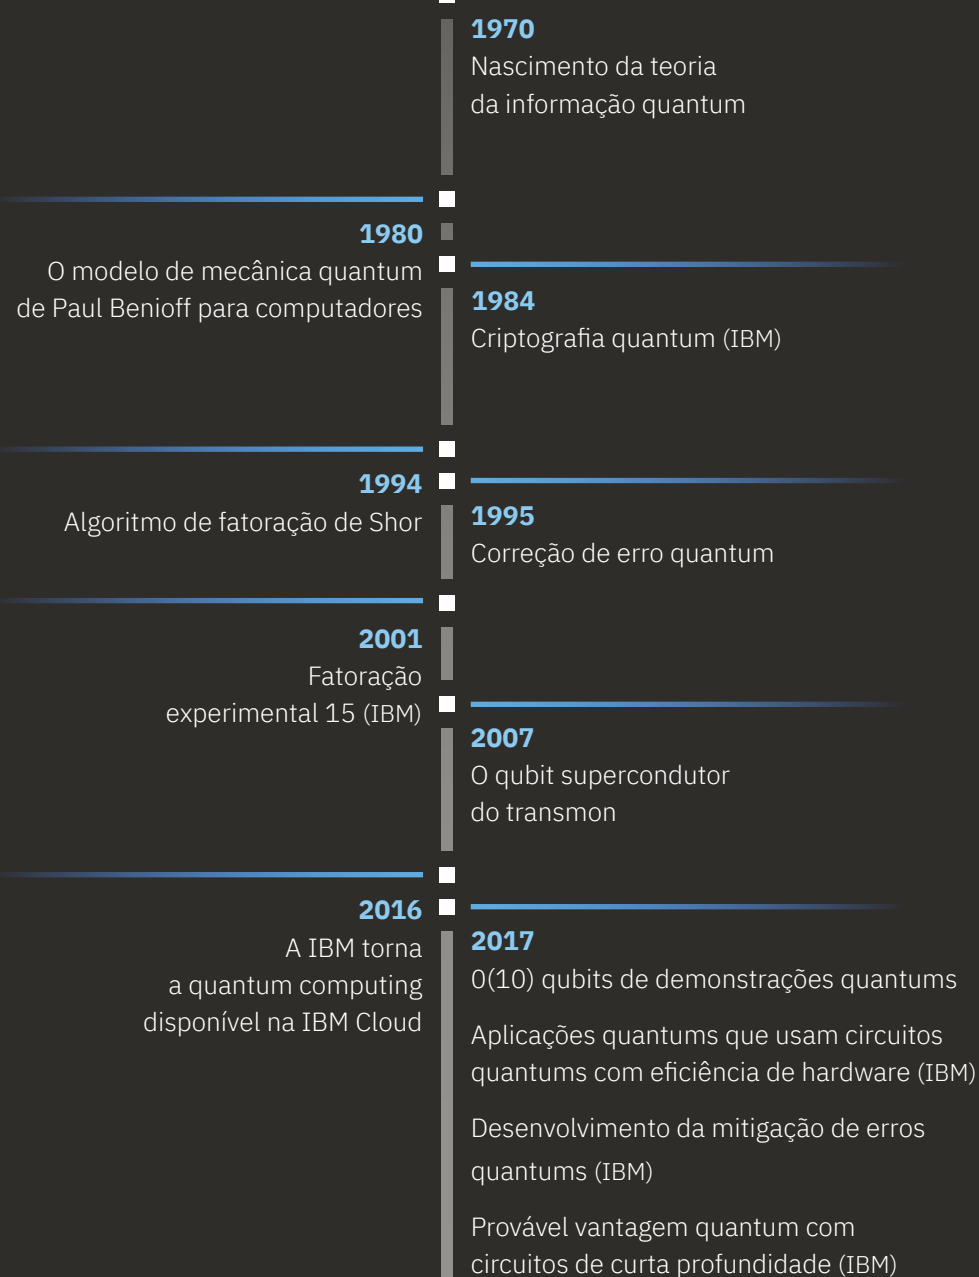 1970
Nascimento da teoria
da informação quantum
1980
O modelo de mecânica quantum
de Paul Benioff para computadores
1984
Criptografia quantum (IBM)
1994
Algoritmo de fatoração de Shor
1995
Correção de erro quantum
2001
Fatoração
experimental 15 (IBM)
2007
O qubit supercondutor
do transmon
2016
A IBM torna
a quantum computing
disponível na IBM Cloud
2017
0(10) qubits de demonstrações quantums
Aplicações quantums que usam circuitos
quantums com eficiência de hardware (IBM)
Desenvolvimento da mitigação de erros
quantums (IBM)
Provável vantagem quantum com
circuitos de curta profundidade (IBM)